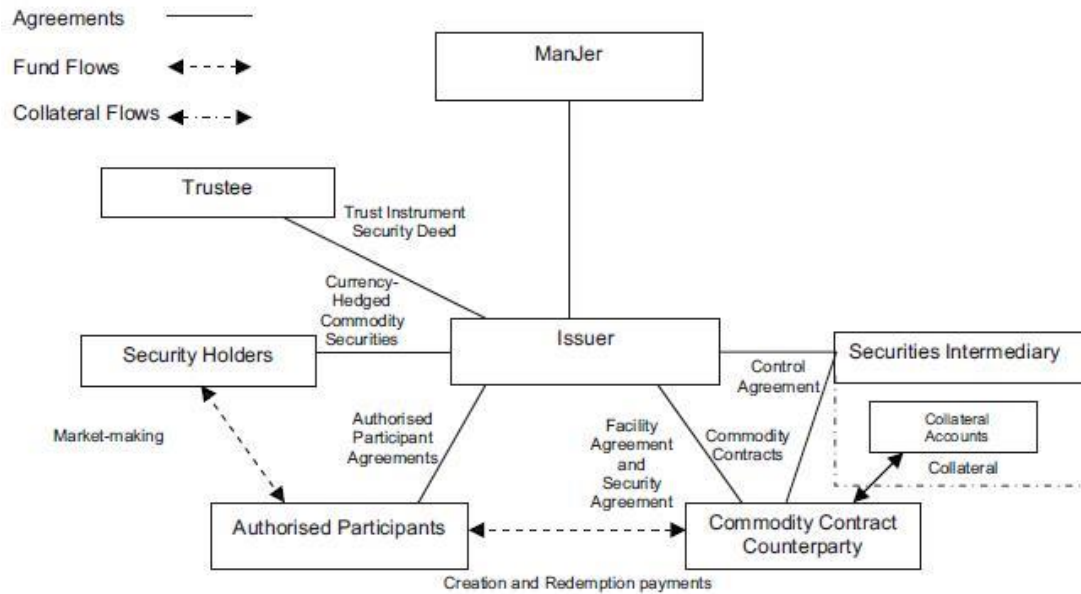 Agreements
Fund Flows
Collateral Flows
ManJer
Trustee
Trust Instrument
Security Deed
Currency-
Hedged
Commodity
Securities
Issuer
Security Holders
Securities Intermediary
Control
Agreement
Collateral
Accounts
Collateral
Market-making
Authorised
Participant
Agreements
Facility
Agreement
and
Security
Agreement
Commodity
Contracts
Authorised Participants
Commodity Contract
Counterparty
Creation and Redemption payments